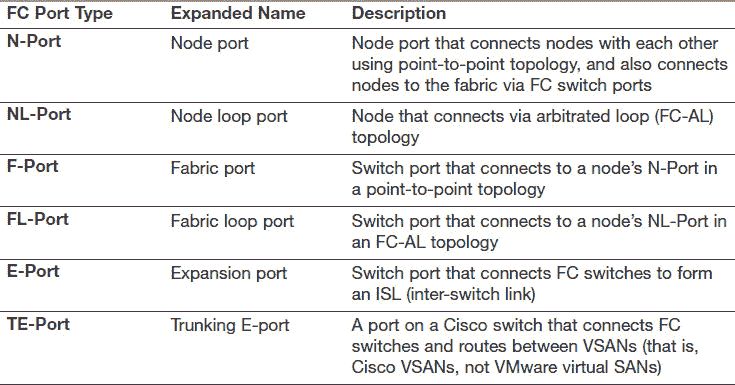 FC Port Type Expanded Name Description
N-Port Node port Node port that connects nodes with each other
using point-to-point topology, and also connects
nodes to the fabric via FC switch ports
NL-Port Node loop port Node that connects via arbitrated loop (FC-AL)
topology
F-Port Fabric port Switch port that connects to a node's N-Port in
a point-to-point topology
FL-Port Fabric loop port Switch port that connects to a node's NL-Port in
an FC-AL topology
E-Port Expansion port Switch port that connects FC switches to form
an ISL (inter-switch link)
TE-Port Trunking E-port A port on a Cisco switch that connects FC
switches and routes between VSANs (that is,
Cisco VSANs, not VMware virtual SANs)